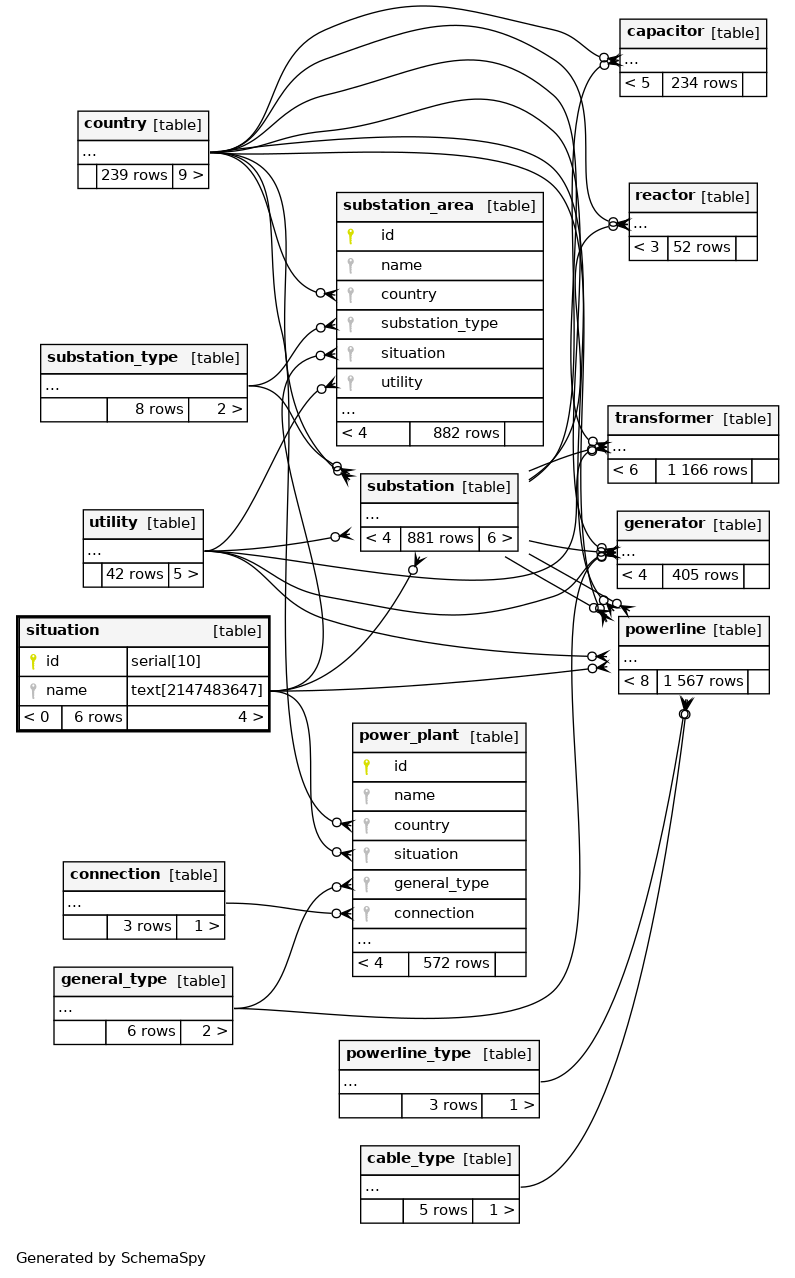 capacitor [table]
...
< 5 234 rows
country [table]
...
239 rows 9 >
reactor [table]
...
< 3 52 rows
substation_area [table]
id
name
country
substation_type
situation
utility
...
< 4 882 rows
substation_type [table]
...
8 rows 2 >
transformer [table]
...
< 6 1 166 rows
substation [table]
...
< 4 881 rows 6 >
utility [table]
...
42 rows 5 >
generator [table]
...
< 4 405 rows
situation [table]
id serial[10]
name text[2147483647]
< 0 6 rows 4 >
powerline [table]
...
< 8 1 567 rows
power_plant [table]
id
name
country
situation
general_type
connection
...
< 4 572 rows
connection [table]
...
3 rows 1 >
general_type [table]
...
6 rows 2 >
powerline_type [table]
...
3 rows 1 >
cable_type [table]
...
5 rows 1 >
Generated by SchemaSpy